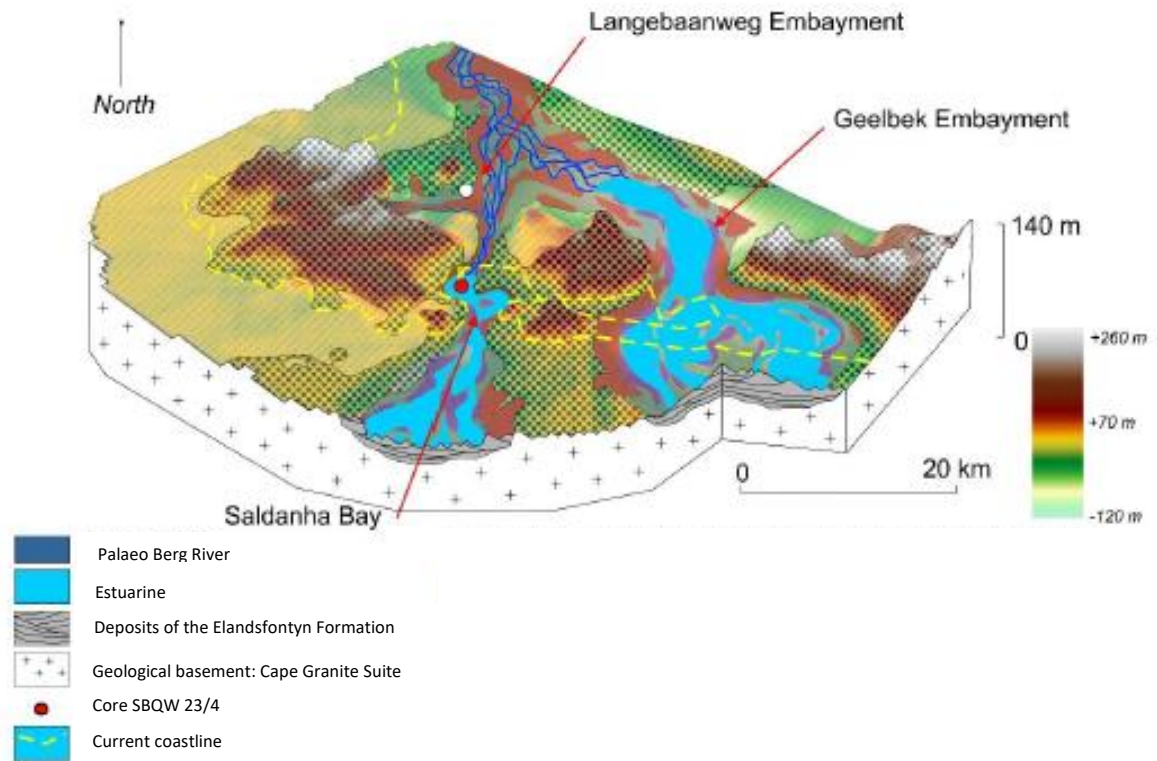 Langebaanweg Embayment
North
Geelbek Embayment
140 m
0
+260 m
+70 m
-120 m
0
20 km
Saldanha Bay
Palaeo Berg River
Estuarine
Deposits of the Elandsfontyn Formation
Geological basement: Cape Granite Suite
Core SBQW 23/4
Current coastline